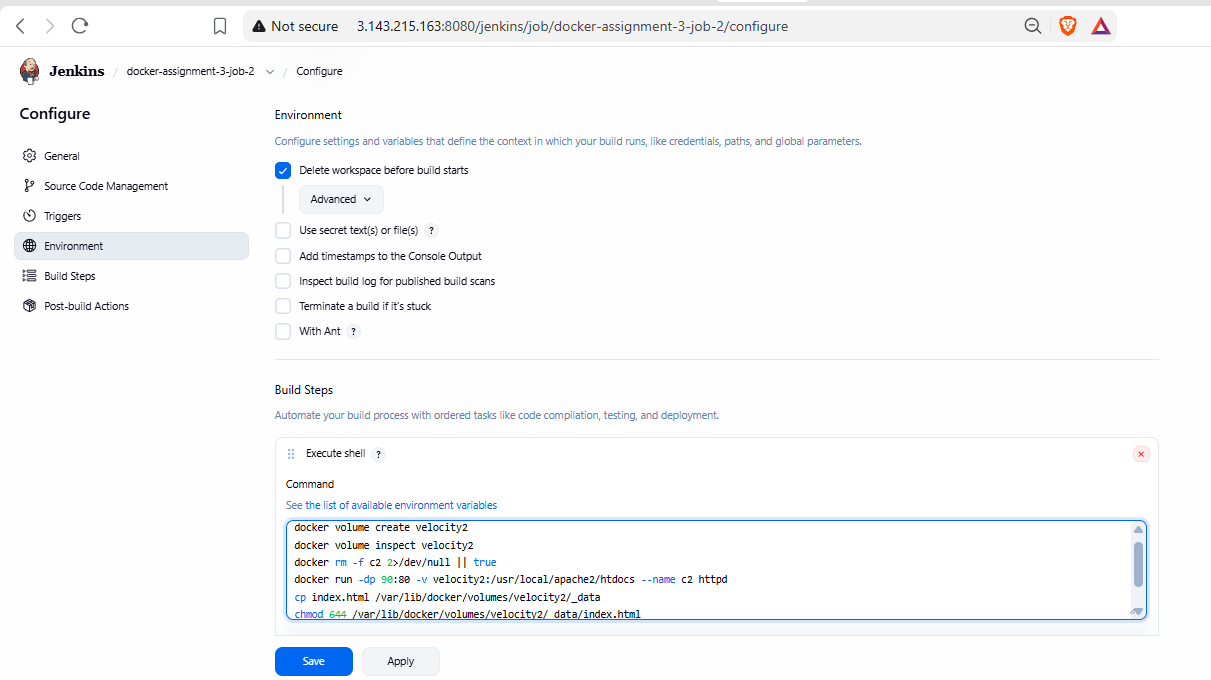 Not secure 3.143.215.163:8080/jenkins/job/docker-assignment-3-job-2/configure
Jenkins / docker-assignment-3-job-2 / Configure
Configure
General
Source Code Management
Triggers
Environment
Build Steps
Post-build Actions
Environment
Configure settings and variables that define the context in which your build runs, like credentials, paths, and global parameters.
Delete workspace before build starts
Advanced
Use secret text(s) or file(s) ?
Add timestamps to the Console Output
Inspect build log for published build scans
Terminate a build if it's stuck
With Ant ?
Build Steps
Automate your build process with ordered tasks like code compilation, testing, and deployment.
Execute shell ?
Command
See the list of available environment variables
docker volume create velocity2
docker volume inspect velocity2
docker rm -f c2 2>/dev/null || true
docker run -dp 90:80 -v velocity2:/usr/local/apache2/htdocs --name c2 httpd
cp index.html /var/lib/docker/volumes/velocity2/_data
chmod 644 /var/lib/docker/volumes/velocity2/_data/index.html
Save
Apply